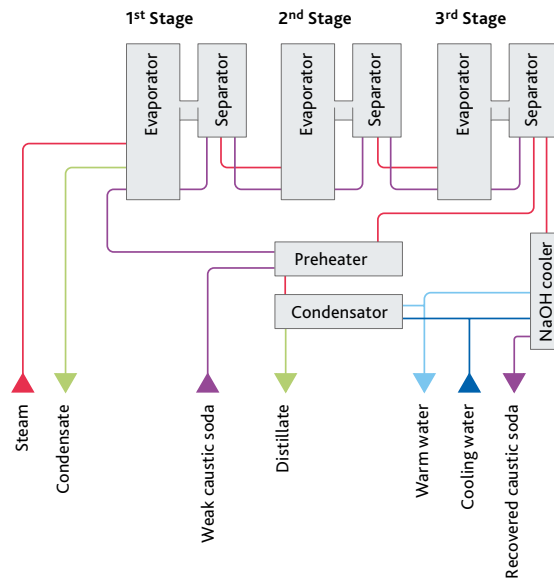 1st Stage
2nd Stage
3rd Stage
Evaporator
Separator
Evaporator
Separator
Evaporator
Separator
Preheater
Condensator
NaOH cooler
Steam
Condensate
Weak caustic soda
Distillate
Warm water
Cooling water
Recovered caustic soda